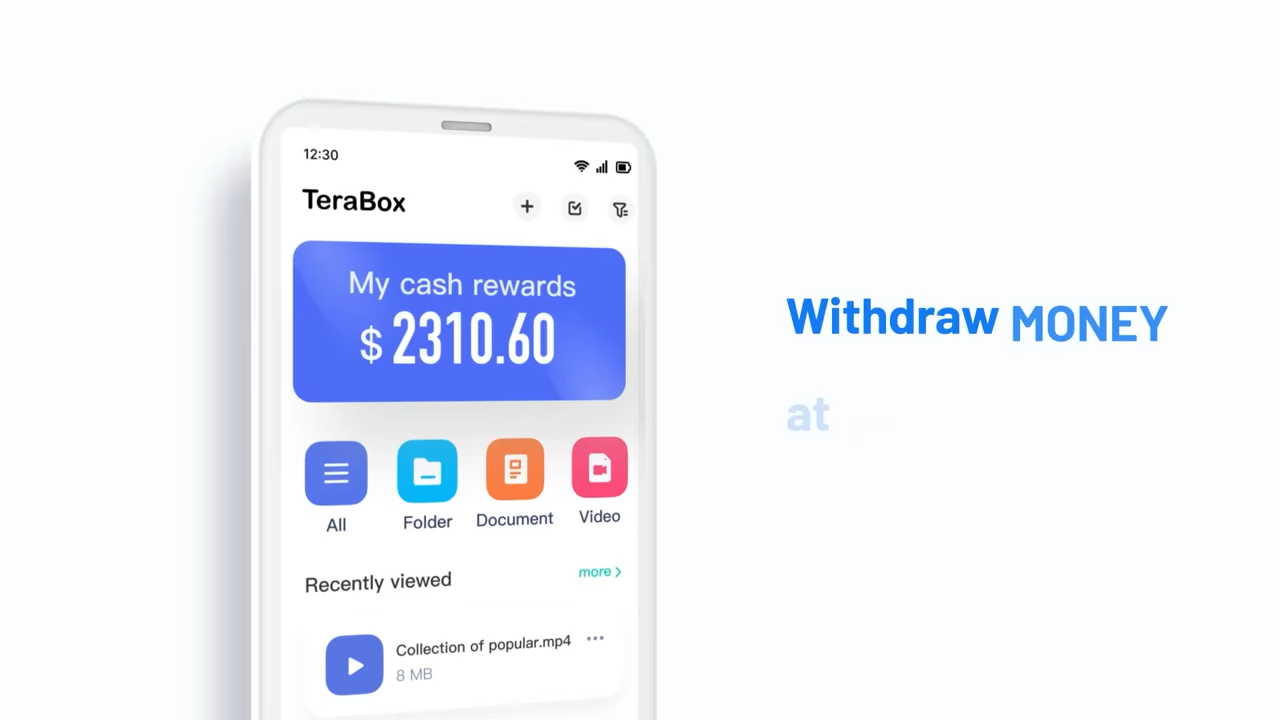 12:30
TeraBox
My cash rewards
$ 2310.60
All Folder Document Video
Recently viewed more >
Collection of popular.mp4
8 MB
Withdraw MONEY
at